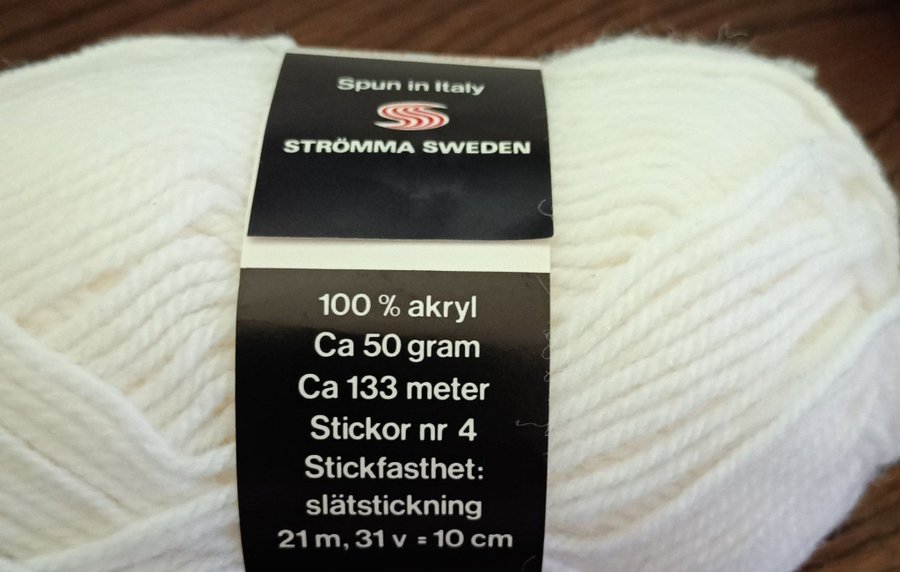 Spun in Italy
STRÖMMA SWEDEN
100 % akryl
Ca 50 gram
Ca 133 meter
Stickor nr 4
Stickfasthet:
slätstickning
21 m, 31 v = 10 cm